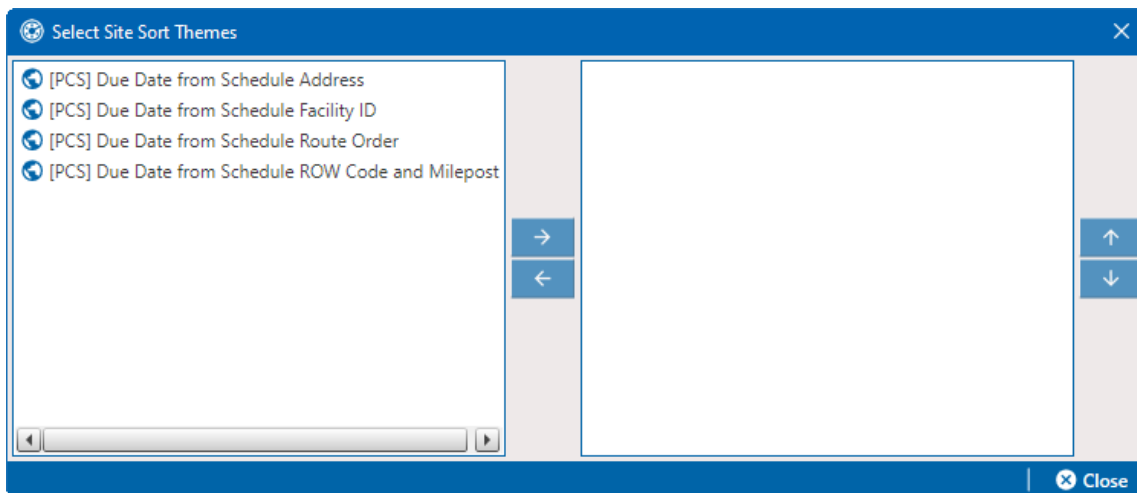 Select Site Sort Themes
[PCS] Due Date from Schedule Address
[PCS] Due Date from Schedule Facility ID
[PCS] Due Date from Schedule Route Order
[PCS] Due Date from Schedule ROW Code and Milepost
Close